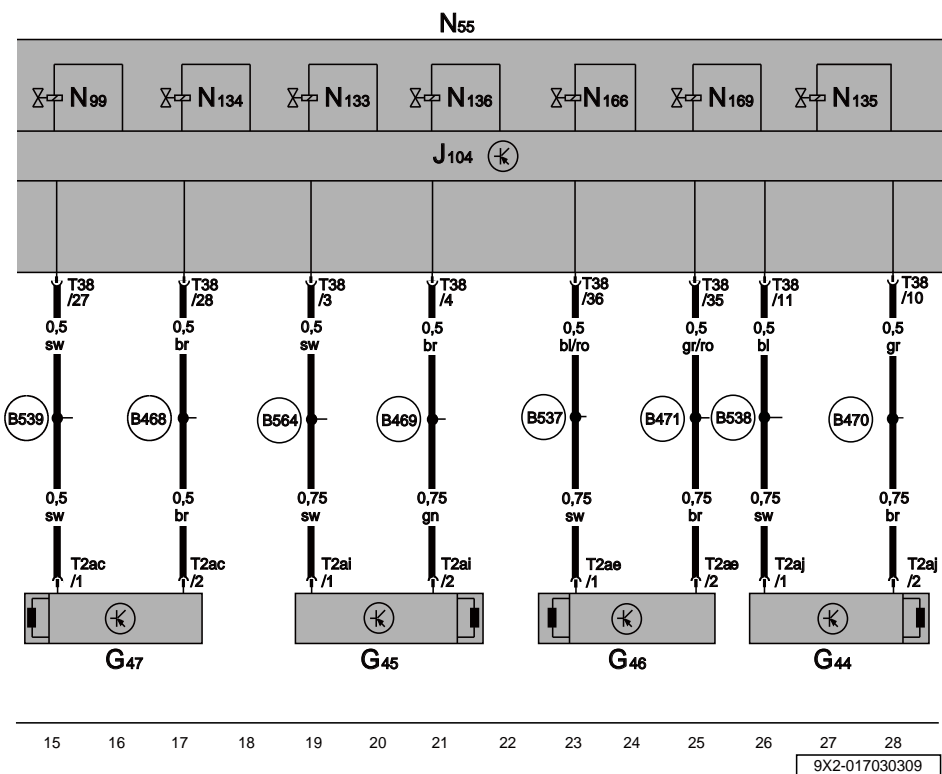 N55
N99 N134 N133 N136 N166 N169 N135
J104
T38 T38 T38 T38 T38 T38 T38 T38
/27 /28 /3 /4 /36 /35 /11 /10
0,5 0,5 0,5 0,5 0,5 0,5 0,5 0,5
sw br sw br bl/ro gr/ro bl gr
B539 B468 B564 B469 B537 B471 B538 B470
0,5 0,5 0,75 0,75 0,75 0,75 0,75 0,75
sw br sw gn sw br sw br
T2ac T2ac T2ai T2ai T2ae T2ae T2aj T2aj
/1 /2 /1 /2 /1 /2 /1 /2
G47 G45 G46 G44
15 16 17 18 19 20 21 22 23 24 25 26 27 28
9X2-017030309